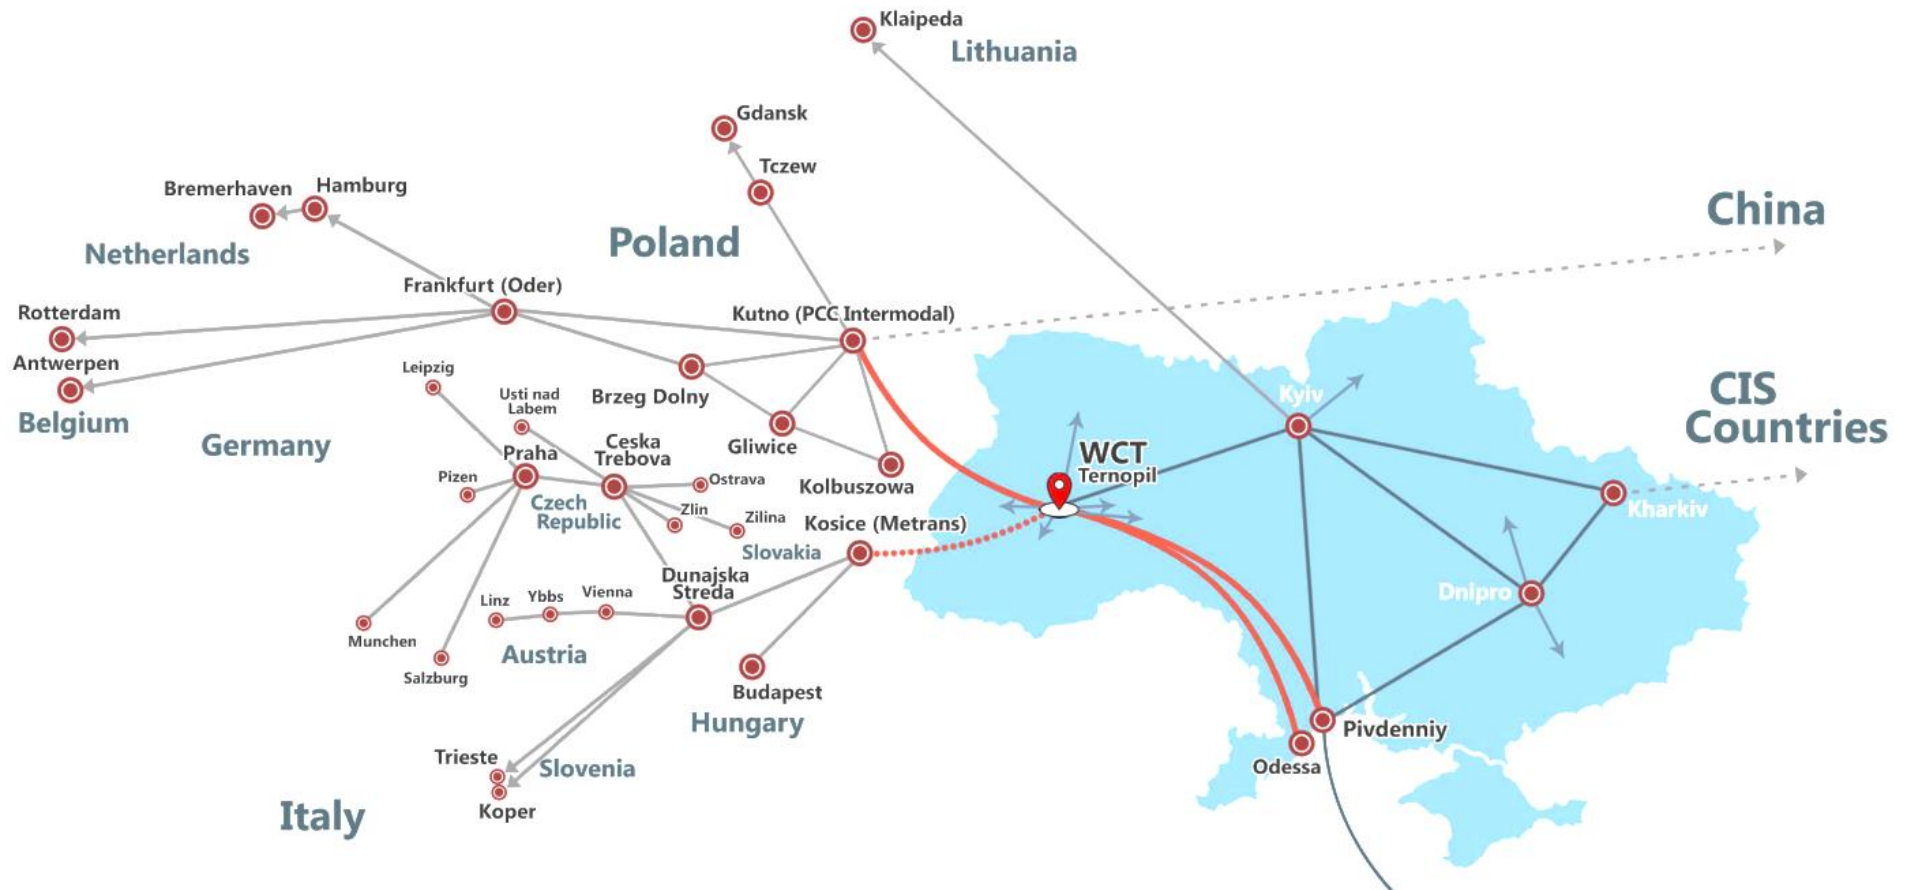 Klaipeda
Lithuania
Gdansk
Tczew
Bremerhaven
Hamburg
Netherlands
Poland
China
Frankfurt (Oder)
Rotterdam
Kutno (PCC Intermodal)
Antwerpen
Belgium
Leipzig
Usti nad
Labem
Brzeg Dolny
Kyiv
CIS
Countries
Germany
Praha
Ceska
Trebova
Gliwice
WCT
Ternopil
Pizen
Ostrava
Kolbuszowa
Czech
Republic
Zlin
Zilina
Kosice (Metrans)
Kharkiv
Slovakia
Dunajska
Streda
Linz
Ybbs
Vienna
Dnipro
Munchen
Austria
Salzburg
Budapest
Hungary
Pivdenniy
Trieste
Slovenia
Odessa
Koper
Italy